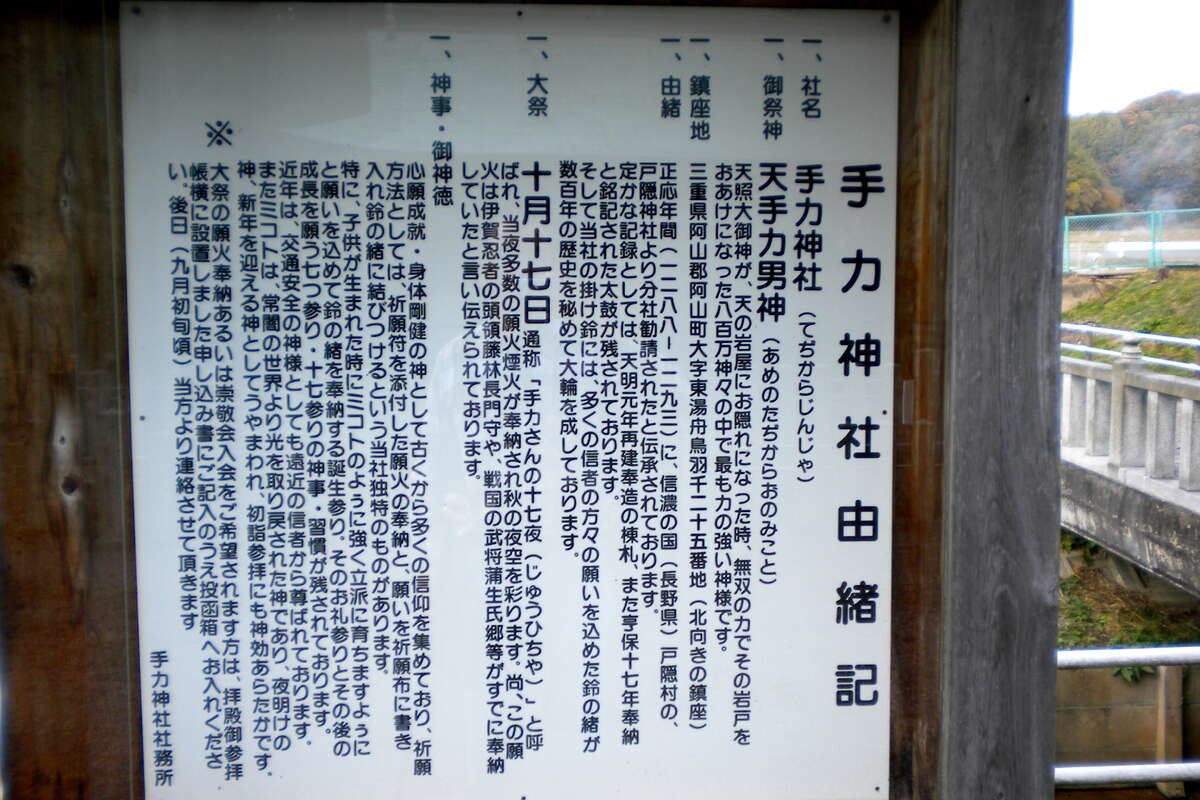 手力神社由緒記
一、社名
手力神社（てぢからじんじゃ）
一、御祭神
天手力男神（あめのたぢからおのみこと）
天照大御神が、天の岩屋にお隠れになった時、無双の力でその岩戸を
おあけになった八百万神々の中で最も力の強い神様です。
一、鎮座地
三重県阿山郡阿山町大字東湯舟鳥羽千二十五番地（北向きの鎮座）
一、由緒
正応年間（一二八八−一二九三）に、信濃の国（長野県）戸隠村の、
戸隠神社より分社勧請されたと伝承されております。
定かな記録としては、天明元年再建奉造の棟札、また享保十七年奉納
と銘記された太鼓が残されております。
そして当社の掛け鈴には、多くの信者の方々の願いを込めた鈴の緒が
数百年の歴史を秘めて大輪を成しております。
一、大祭
十月十七日 通称「手力さんの十七夜（じゅうひちゃ）」と呼
ばれ、当夜多数の願火煙火が奉納され秋の夜空を彩ります。尚、この願
火は伊賀忍者の頭領藤林長門守や、戦国の武将蒲生氏郷等がすでに奉納
していたと言い伝えられております。
一、神事・御神徳
心願成就・身体剛健の神として古くから多くの信仰を集めており、祈願
方法としては、祈願符を添付した願火の奉納と、願いを祈願布に書き
入れ鈴の緒に結びつけるという当社独特のものがあります。
特に、子供が生まれた時にミコトのように強く立派に育ちますように
と願いを込めて鈴の緒を奉納する誕生参り、そのお礼参りとその後の
成長を願う七つ参り・十七参りの神事・習慣が残されております。
近年は、交通安全の神様としても遠近の信者から尊ばれております。
またミコトは、常闇の世界より光を取り戻された神であり、夜明けの
神、新年を迎える神としてうやまわれ、初詣参拝にも神効あらたかです。
※
大祭の願火奉納あるいは崇敬会入会をご希望されます方は、拝殿御参拝
帳横に設置しました申し込み書にご記入のうえ投函箱へお入れくださ
い。後日（九月初旬頃）当方より連絡させて頂きます
手力神社社務所